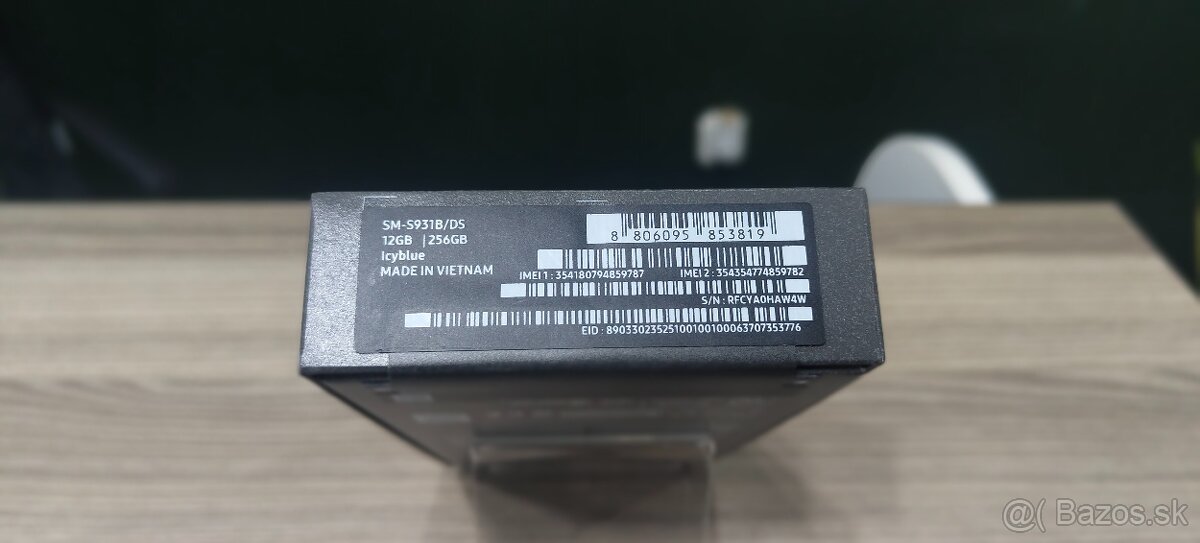 SM-S931B/DS
12GB | 256GB
Icyblue
MADE IN VIETNAM
8 806095 853819
IMEI 1 : 354180794859787 IMEI 2 : 354354774859782
S/N : RFCYA0HAW4W
EID : 89033023525100100100063707353776
@( Bazos.sk